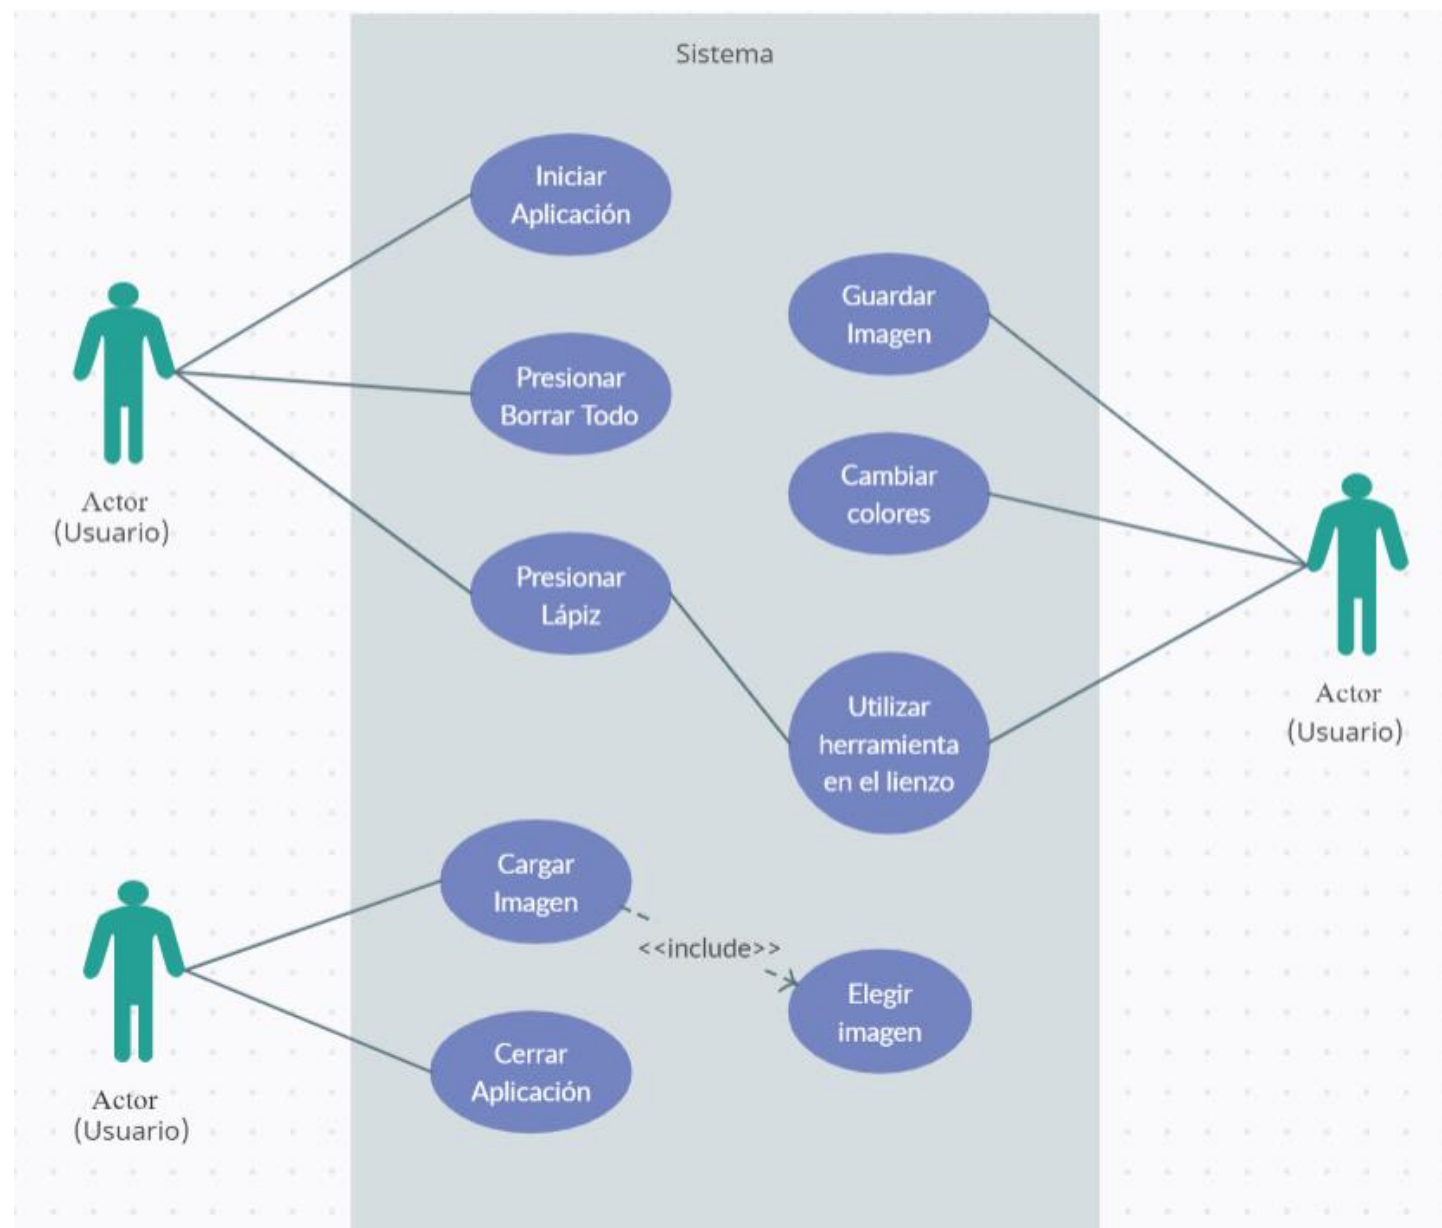 Sistema
Iniciar
Aplicación
Guardar
Imagen
Presionar
Borrar Todo
Cambiar
colores
Actor
(Usuario)
Presionar
Lápiz
Utilizar
herramienta
en el lienzo
Actor
(Usuario)
Cargar
Imagen
<<include>>
Elegir
imagen
Cerrar
Aplicación
Actor
(Usuario)